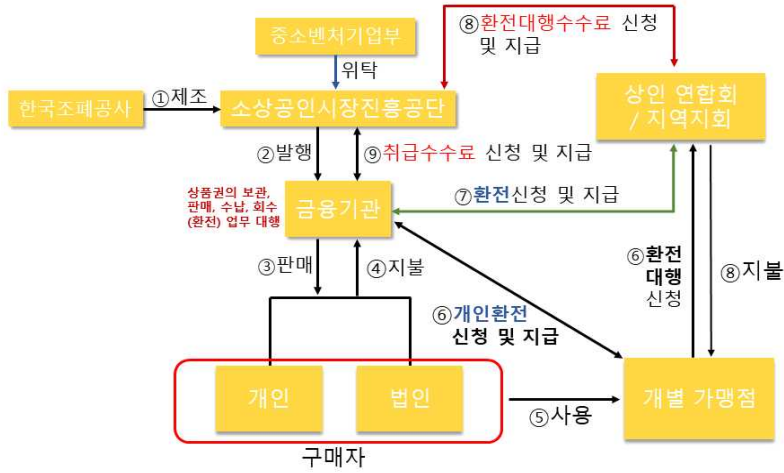 중소벤처기업부
⑧환전대행수수료 신청
및 지급
위탁
한국조폐공사
①제조
소상공인시장진흥공단
상인 연합회
/ 지역지회
②발행
⑨취급수수료 신청 및 지급
상품권의 보관,
판매, 수납, 회수
(환전) 업무 대행
금융기관
⑦환전신청 및 지급
③판매
④지불
⑥환전
대행
신청
⑧지불
⑥개인환전
신청 및 지급
개인
법인
개별 가맹점
⑤사용
구매자